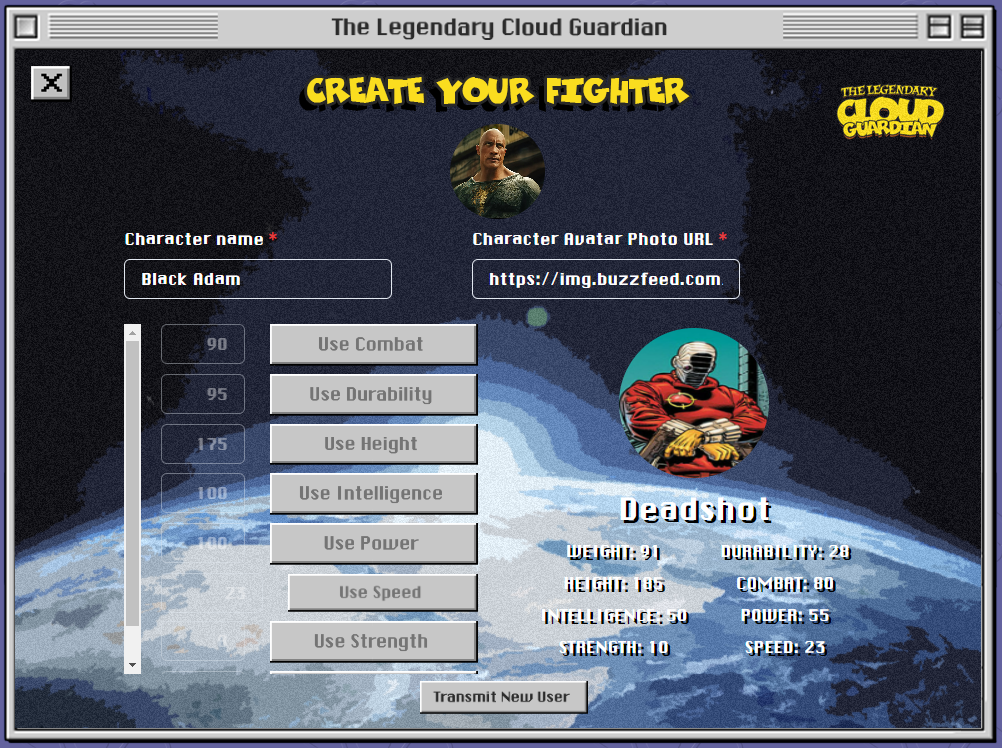 The Legendary Cloud Guardian
X
CREATE YOUR FIGHTER
THE LEGENDARY
CLOUD
GUARDIAN
Character name *
Character Avatar Photo URL *
Black Adam
https://img.buzzfeed.com
90
Use Combat
95
Use Durability
175
Use Height
100
Use Intelligence
100
Use Power
23
Use Speed
Use Strength
Deadshot
WEIGHT: 91
DURABILITY: 28
HEIGHT: 185
COMBAT: 80
INTELLIGENCE: 50
POWER: 55
STRENGTH: 10
SPEED: 23
Transmit New User